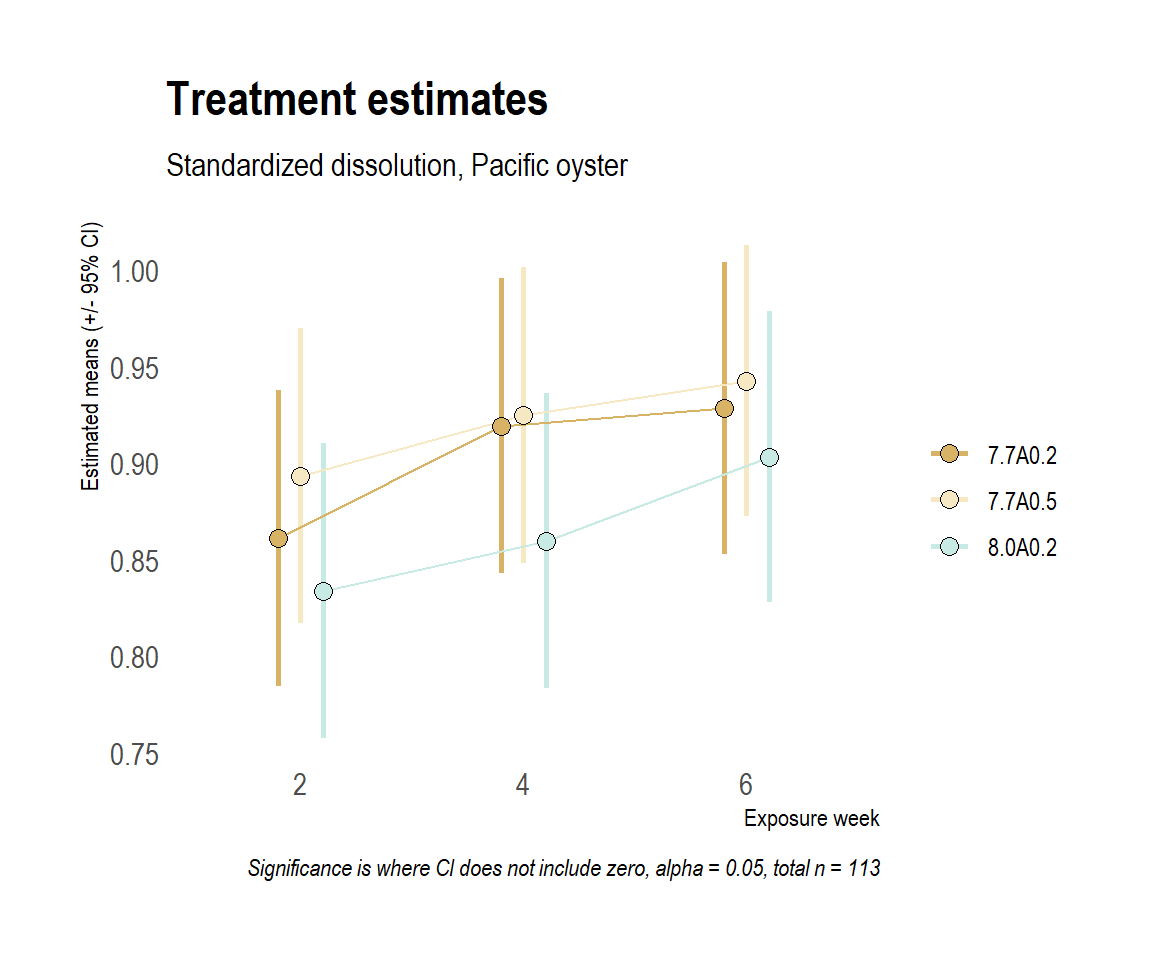 Treatment estimates
Standardized dissolution, Pacific oyster
Estimated means (+/- 95% CI)
1.00
0.95
0.90
0.85
0.80
0.75
2
4
6
Exposure week
7.7A0.2
7.7A0.5
8.0A0.2
Significance is where CI does not include zero, alpha = 0.05, total n = 113